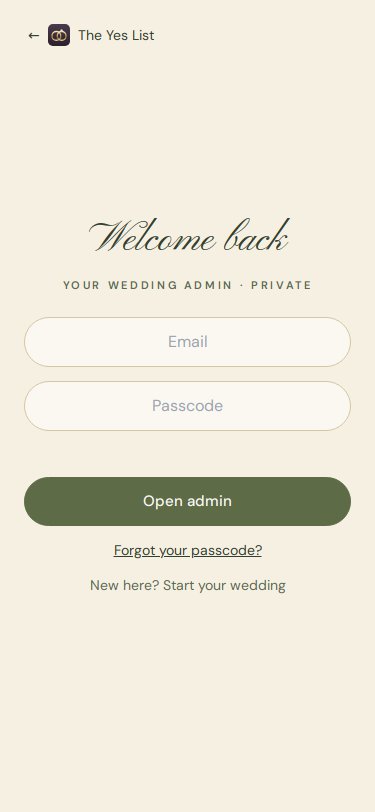 ← The Yes List
Welcome back
YOUR WEDDING ADMIN · PRIVATE
Email
Passcode
Open admin
Forgot your passcode?
New here? Start your wedding